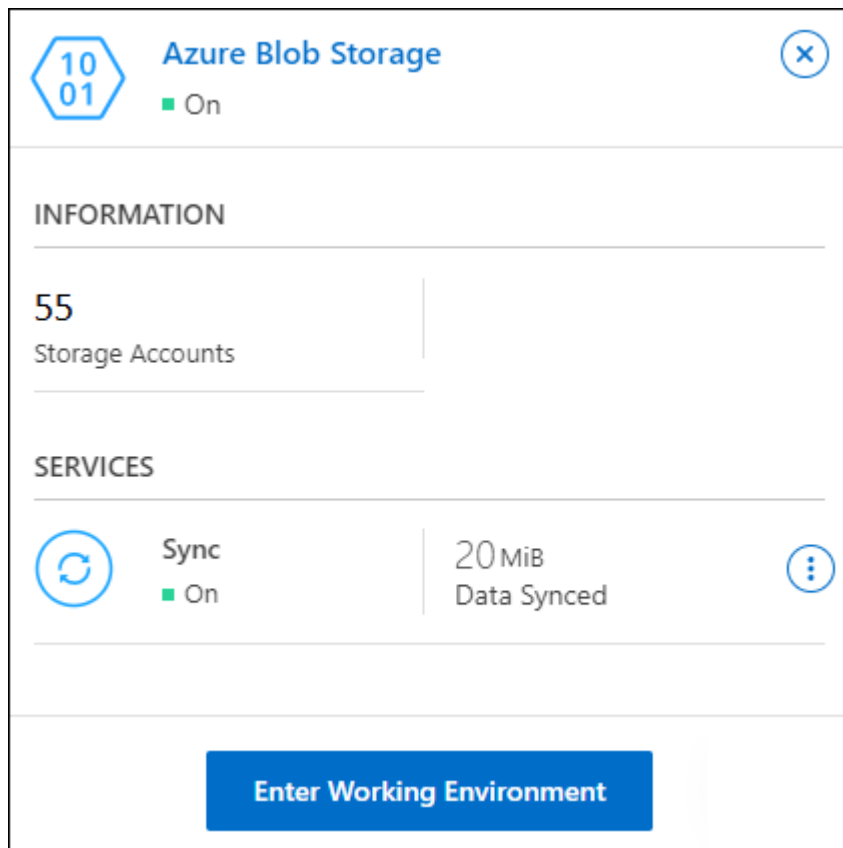 10
01
Azure Blob Storage
On
INFORMATION
55
Storage Accounts
SERVICES
Sync
On
20 MiB
Data Synced
Enter Working Environment